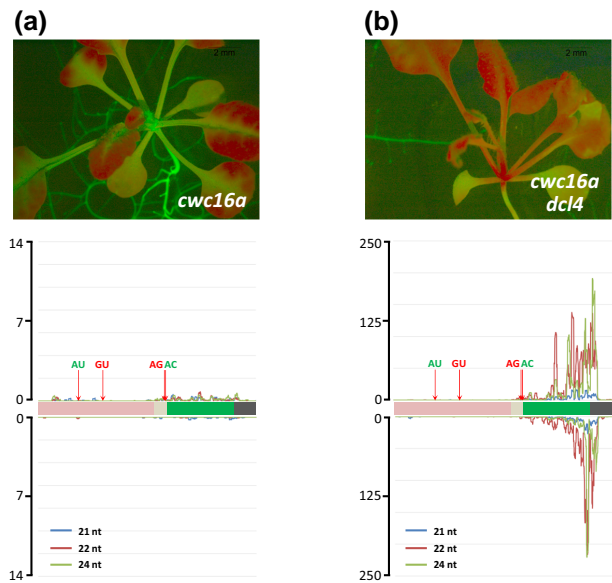 (a)
(b)
2 mm
2 mm
cwc16a
cwc16a
dcl4
14
7
0
0
7
14
AU GU AG AC
21 nt
22 nt
24 nt
250
125
0
0
125
250
AU GU AG AC
21 nt
22 nt
24 nt